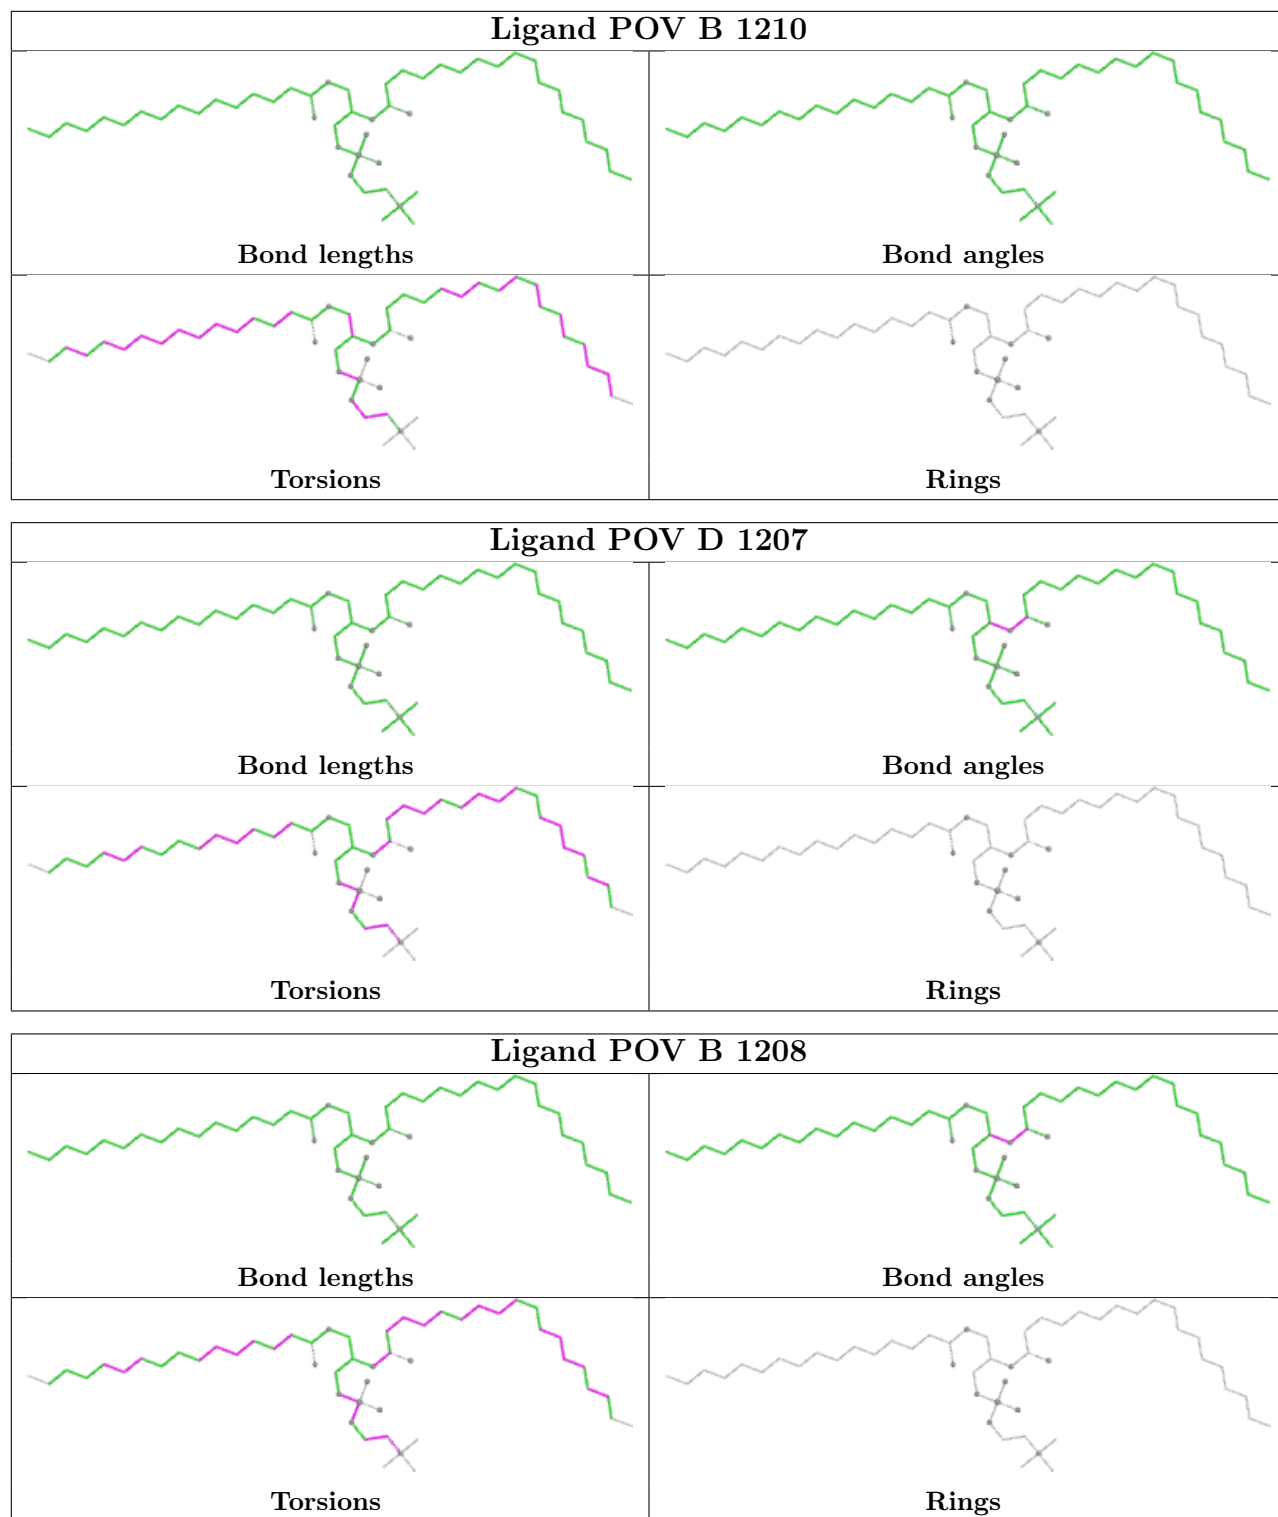 Ligand POV B 1210
Bond lengths
Bond angles
Torsions
Rings
Ligand POV D 1207
Bond lengths
Bond angles
Torsions
Rings
Ligand POV B 1208
Bond lengths
Bond angles
Torsions
Rings